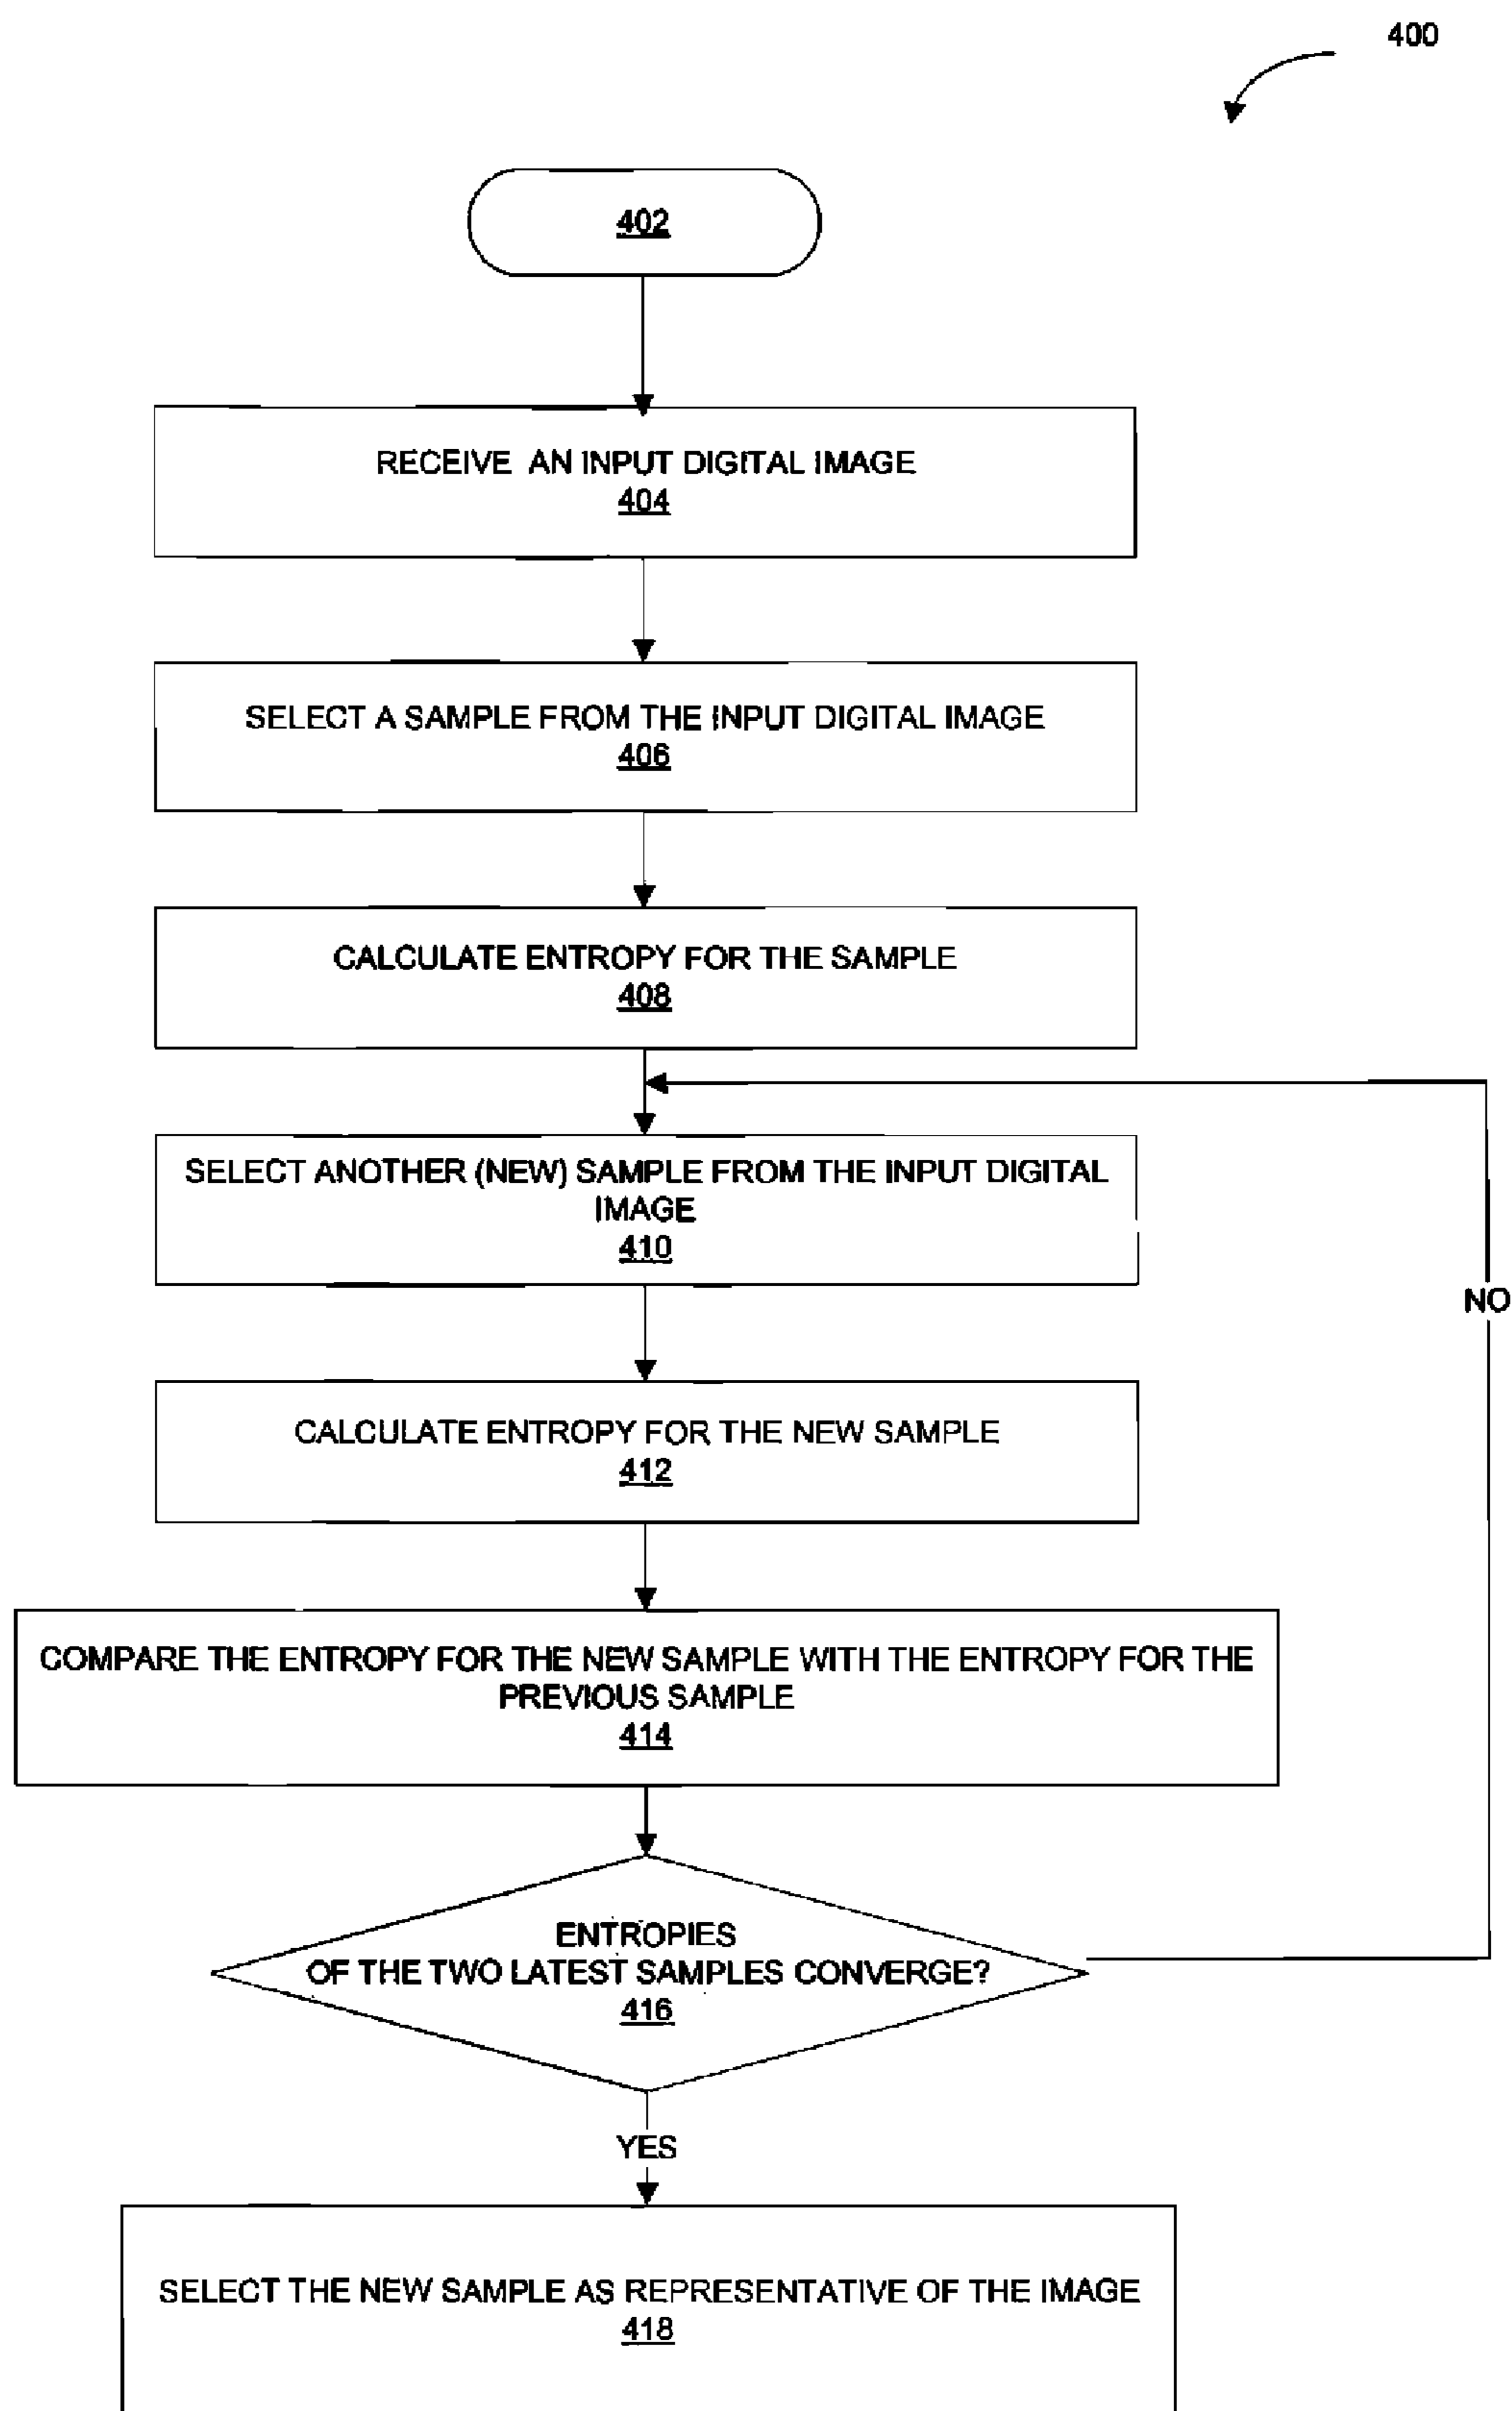 400
402
RECEIVE AN INPUT DIGITAL IMAGE
404
SELECT A SAMPLE FROM THE INPUT DIGITAL IMAGE
406
CALCULATE ENTROPY FOR THE SAMPLE
408
SELECT ANOTHER (NEW) SAMPLE FROM THE INPUT DIGITAL
IMAGE
410
NO
CALCULATE ENTROPY FOR THE NEW SAMPLE
412
COMPARE THE ENTROPY FOR THE NEW SAMPLE WITH THE ENTROPY FOR THE
PREVIOUS SAMPLE
414
ENTROPIES
OF THE TWO LATEST SAMPLES CONVERGE?
416
YES
SELECT THE NEW SAMPLE AS REPRESENTATIVE OF THE IMAGE
418